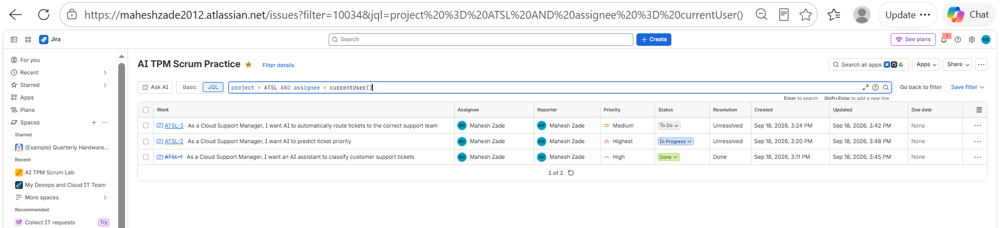 https://maheshzade2012.atlassian.net/issues?filter=10034&jql=project%20%3D%20ATSL%20AND%20assignee%20%3D%20currentUser()
Update
Chat
Jira
Search
+ Create
See plans
1
MZ
For you
Recent
Starred
Apps
Plans
Spaces
Starred
(Example) Quarterly Hardware...
Recent
AI TPM Scrum Lab
My Devops and Cloud IT Team
More spaces
Recommended
Collect IT requests Try
AI TPM Scrum Practice Filter details
Search all apps Apps Share
Ask AI Basic JQL project = ATSL AND assignee = currentUser() Go back to filter Save filter
Enter to search Shift+Enter to add a new line
Work Assignee Reporter Priority Status Resolution Created Updated Due date
ATSL-3 As a Cloud Support Manager, I want AI to automatically route tickets to the correct support team MZ Mahesh Zade MZ Mahesh Zade Medium To Do Unresolved Sep 18, 2026, 3:24 PM Sep 18, 2026, 3:42 PM None
ATSL-2 As a Cloud Support Manager, I want AI to predict ticket priority MZ Mahesh Zade MZ Mahesh Zade Highest In Progress Unresolved Sep 18, 2026, 3:20 PM Sep 18, 2026, 3:48 PM None
ATSL-1 As a Cloud Support Manager, I want an AI assistant to classify customer support tickets MZ Mahesh Zade MZ Mahesh Zade High Done Done Sep 18, 2026, 3:11 PM Sep 18, 2026, 3:45 PM None
3 of 3